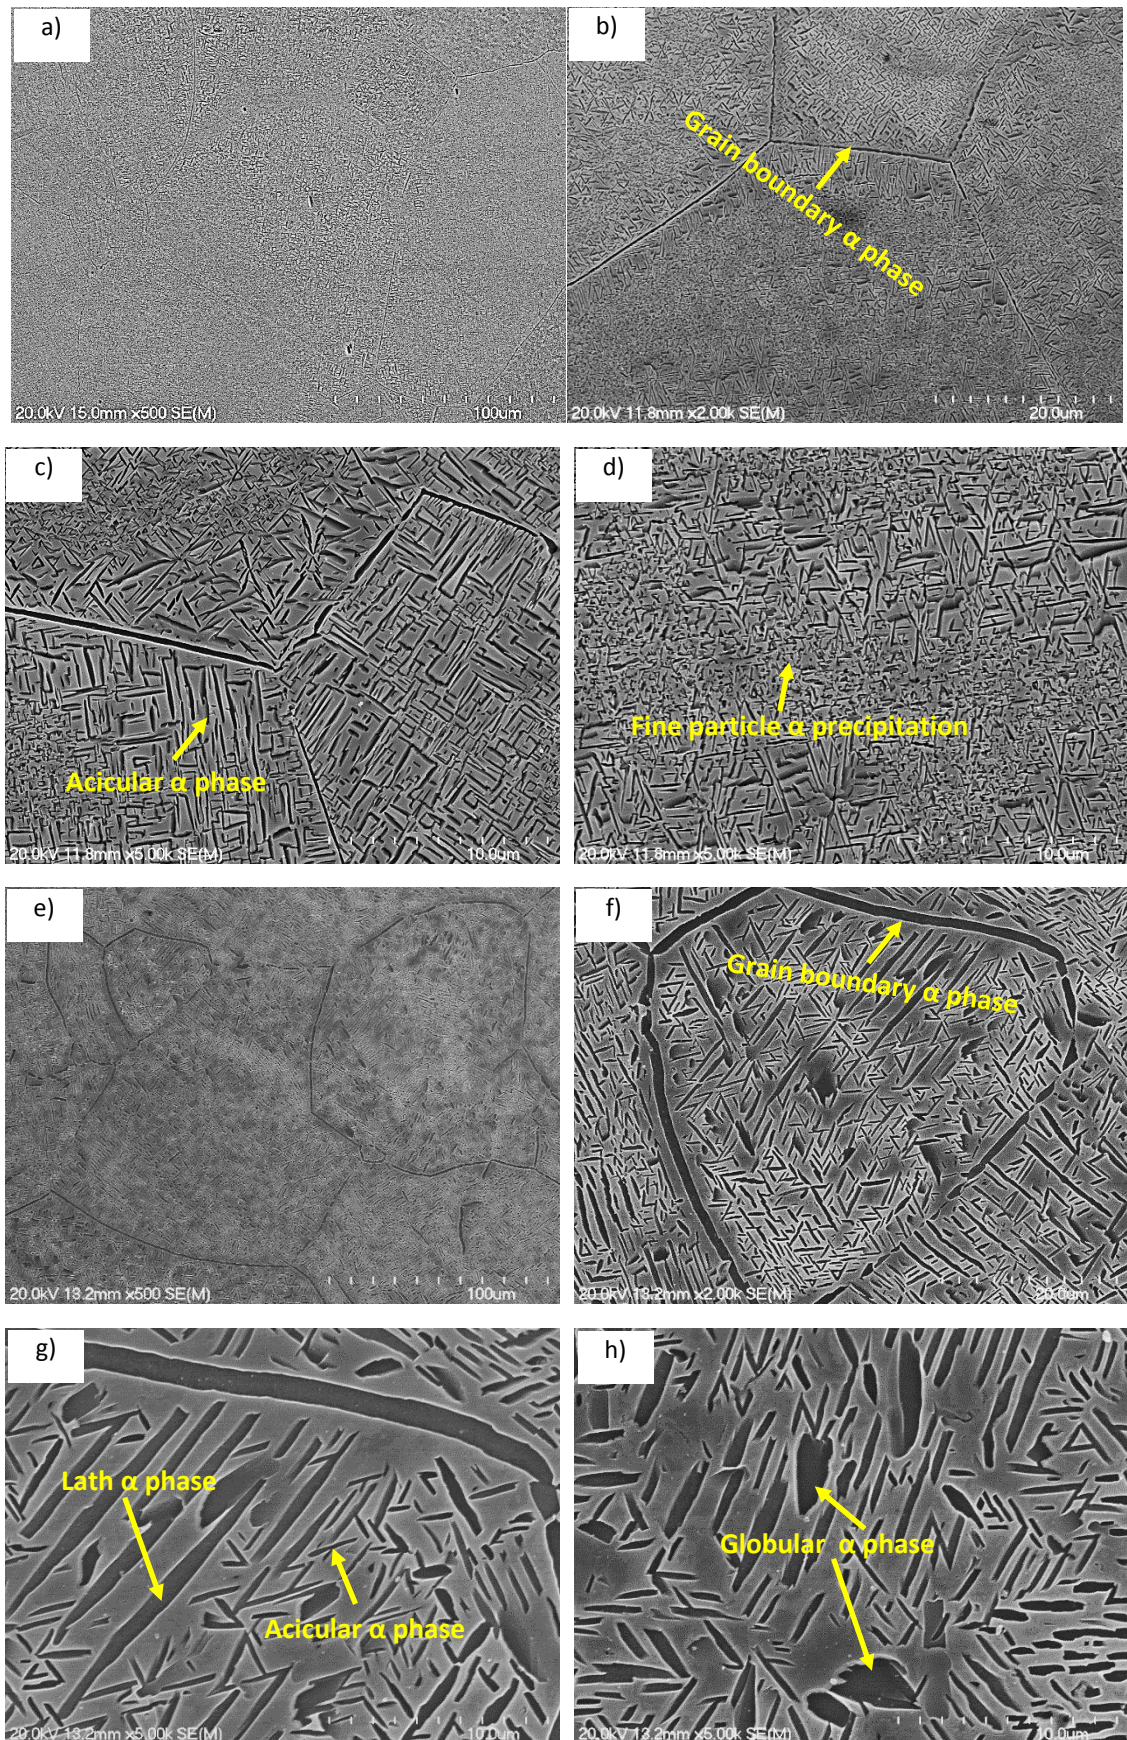 a)
20.0kV 15.0mm x500 SE(M)
100um
b)
Grain boundary α phase
20.0kV 11.8mm x2.00k SE(M)
20.0um
c)
Acicular α phase
20.0kV 11.8mm x5.00k SE(M)
10.0um
d)
Fine particle α precipitation
20.0kV 11.8mm x5.00k SE(M)
10.0um
e)
20.0kV 13.2mm x500 SE(M)
100um
f)
Grain boundary α phase
20.0kV 13.2mm x2.00k SE(M)
20.0um
g)
Lath α phase
Acicular α phase
20.0kV 13.2mm x5.00k SE(M)
10.0um
h)
Globular α phase
20.0kV 13.2mm x5.00k SE(M)
10.0um